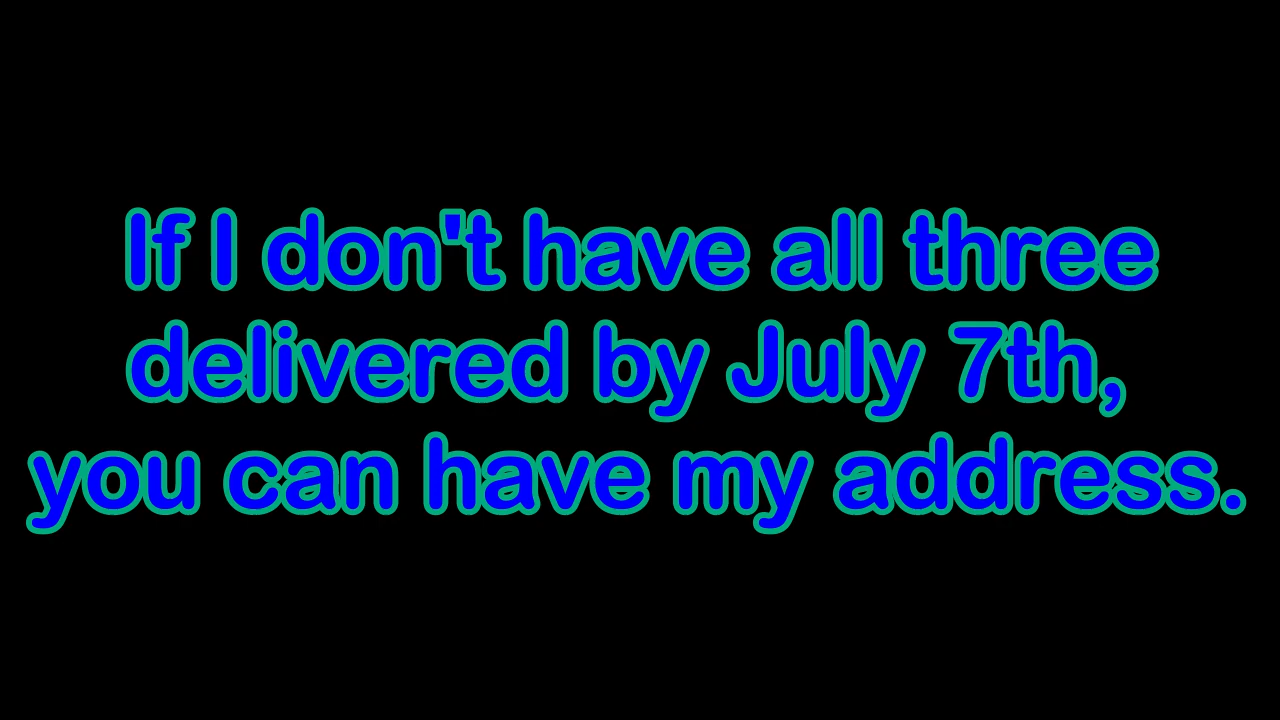 If I don't have all three
delivered by July 7th,
you can have my address.